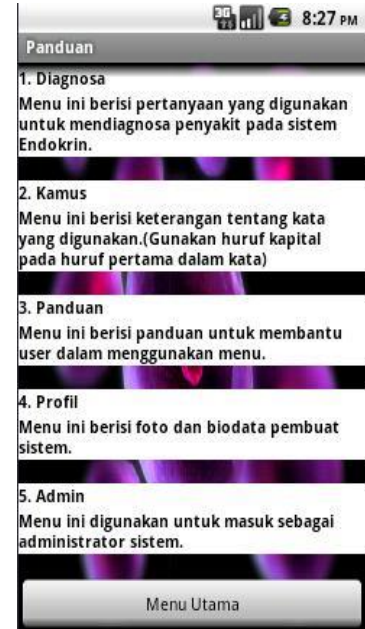 3G 8:27 PM
Panduan
1. Diagnosa
Menu ini berisi pertanyaan yang digunakan
untuk mendiagnosa penyakit pada sistem
Endokrin.
2. Kamus
Menu ini berisi keterangan tentang kata
yang digunakan.(Gunakan huruf kapital
pada huruf pertama dalam kata)
3. Panduan
Menu ini berisi panduan untuk membantu
user dalam menggunakan menu.
4. Profil
Menu ini berisi foto dan biodata pembuat
sistem.
5. Admin
Menu ini digunakan untuk masuk sebagai
administrator sistem.
Menu Utama